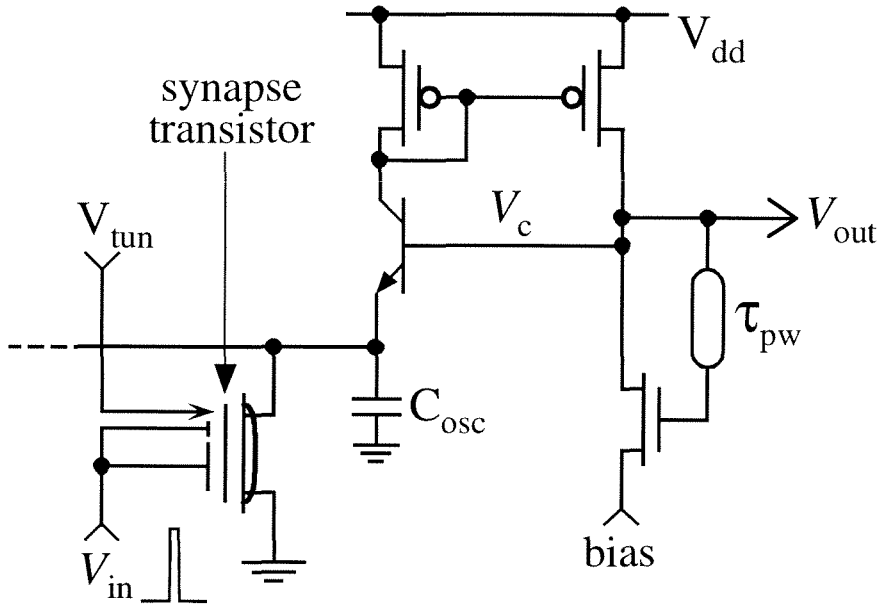 V_dd
synapse
transistor
V_c
V_tun
V_out
τ_pw
C_osc
bias
V_in